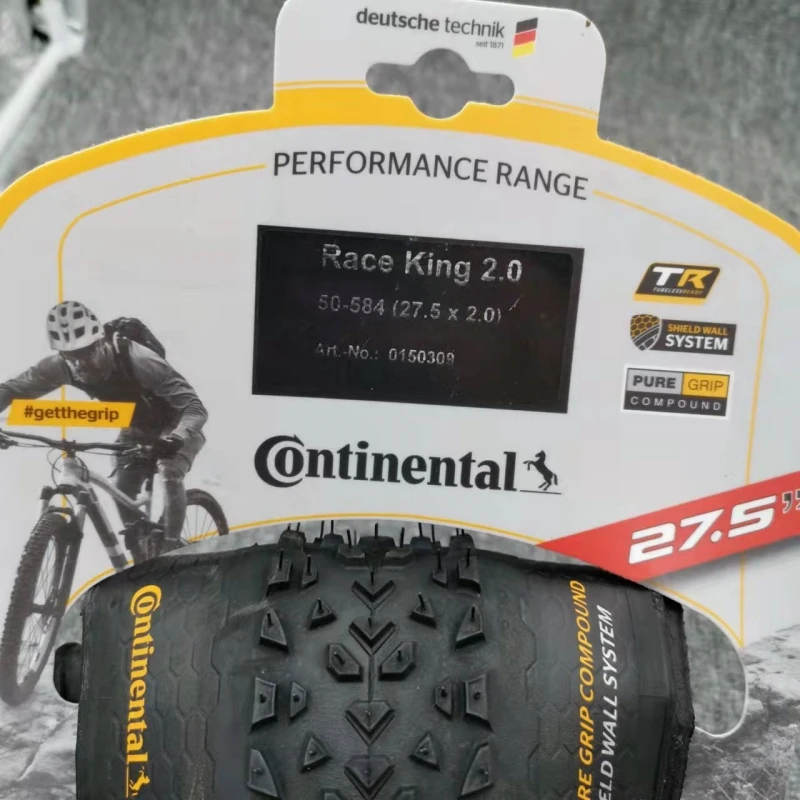 deutsche technik
seit 1871
PERFORMANCE RANGE
Race King 2.0
50-584 (27.5 x 2.0)
Art.-No.: 0150309
TR
TUBELESS READY
SHIELD WALL
SYSTEM
PURE GRIP
COMPOUND
#getthegrip
Continental
27.5"
Continental
RE GRIP COMPOUND
ELD WALL SYSTEM